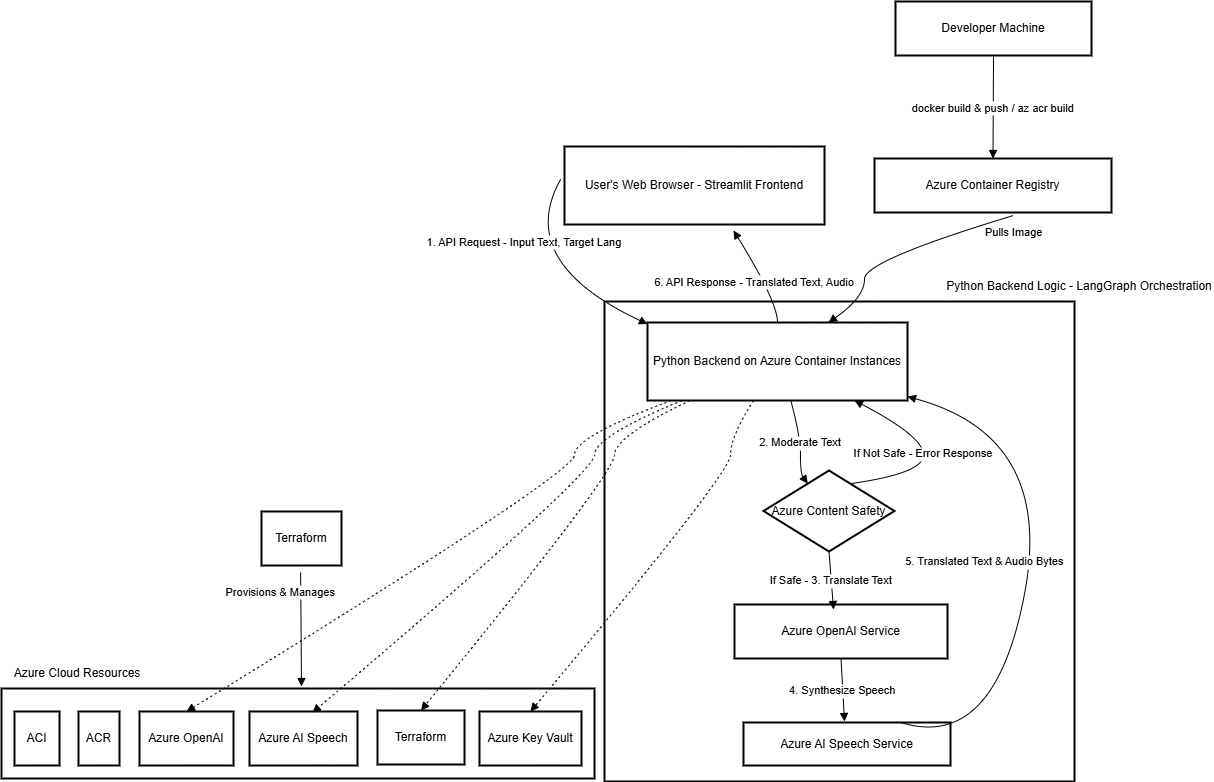 Developer Machine
docker build & push / az acr build
User's Web Browser - Streamlit Frontend
Azure Container Registry
Pulls Image
1. API Request - Input Text, Target Lang
6. API Response - Translated Text, Audio
Python Backend Logic - LangGraph Orchestration
Python Backend on Azure Container Instances
2. Moderate Text
If Not Safe - Error Response
Azure Content Safety
Terraform
5. Translated Text & Audio Bytes
If Safe - 3. Translate Text
Provisions & Manages
Azure OpenAI Service
Azure Cloud Resources
4. Synthesize Speech
ACI
ACR
Azure OpenAI
Azure AI Speech
Terraform
Azure Key Vault
Azure AI Speech Service